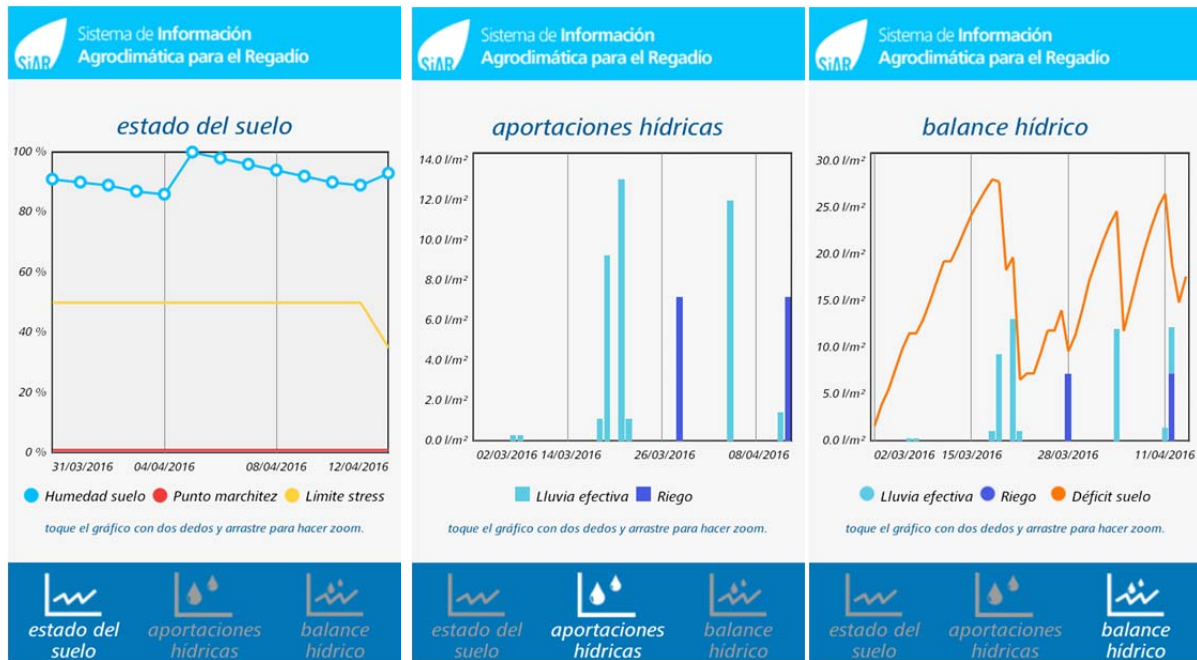 SiAR
Sistema de Información
Agroclimática para el Regadío
estado del suelo
100 %
80 %
60 %
40 %
20 %
0 %
31/03/2016 04/04/2016 08/04/2016 12/04/2016
Humedad suelo Punto marchitez Límite stress
toque el gráfico con dos dedos y arrastre para hacer zoom.
estado del
suelo
aportaciones
hídricas
balance
hídrico
SiAR
Sistema de Información
Agroclimática para el Regadío
aportaciones hídricas
14.0 l/m²
12.0 l/m²
10.0 l/m²
8.0 l/m²
6.0 l/m²
4.0 l/m²
2.0 l/m²
0.0 l/m²
02/03/2016 14/03/2016 26/03/2016 08/04/2016
Lluvia efectiva Riego
toque el gráfico con dos dedos y arrastre para hacer zoom.
estado del
suelo
aportaciones
hídricas
balance
hídrico
SiAR
Sistema de Información
Agroclimática para el Regadío
balance hídrico
30.0 l/m²
25.0 l/m²
20.0 l/m²
15.0 l/m²
10.0 l/m²
5.0 l/m²
0.0 l/m²
02/03/2016 15/03/2016 28/03/2016 11/04/2016
Lluvia efectiva Riego Déficit suelo
toque el gráfico con dos dedos y arrastre para hacer zoom.
estado del
suelo
aportaciones
hídricas
balance
hídrico